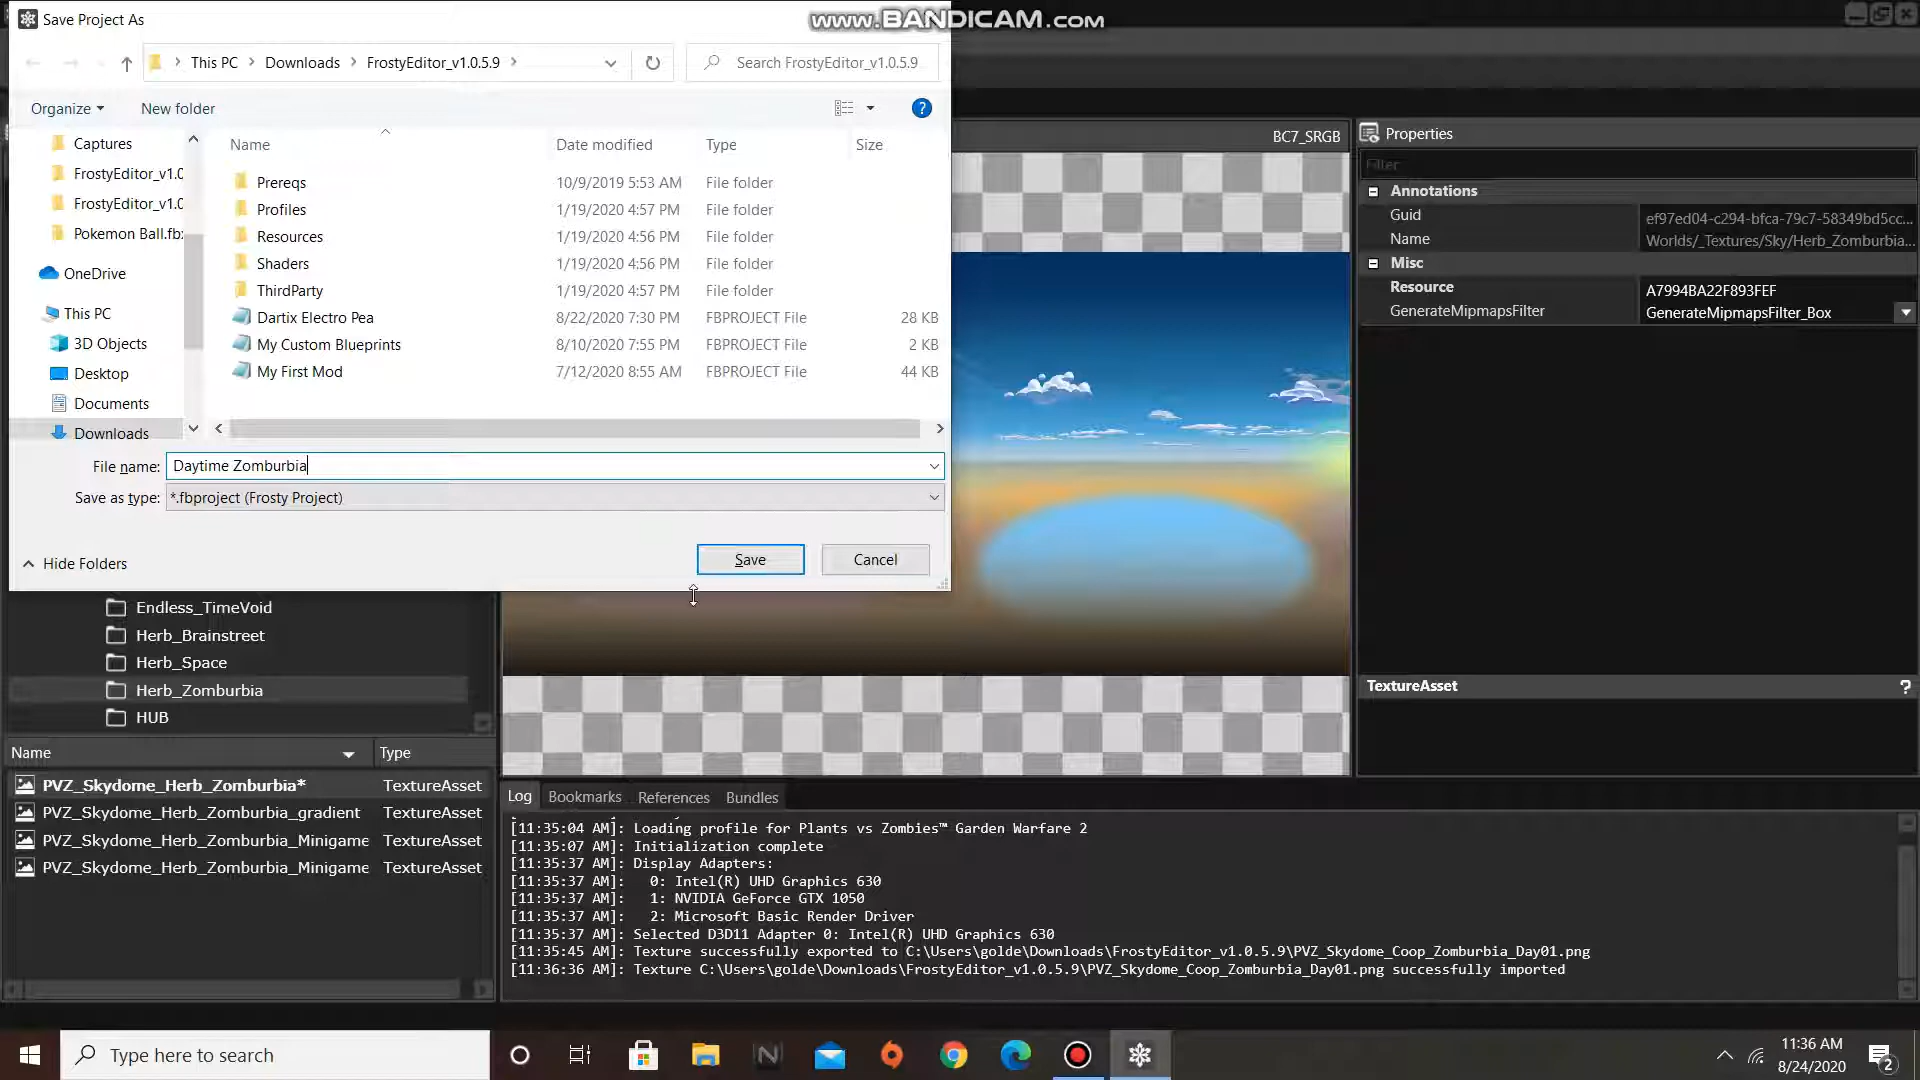 Save Project As
www.BANDICAM.com
This PC > Downloads > FrostyEditor_v1.0.5.9 >
Search FrostyEditor_v1.0.5.9
Organize
New folder
Captures
FrostyEditor_v1.0
FrostyEditor_v1.0
Pokemon Ball.fb
OneDrive
This PC
3D Objects
Desktop
Documents
Downloads
Name Date modified Type Size
Prereqs 10/9/2019 5:53 AM File folder
Profiles 1/19/2020 4:57 PM File folder
Resources 1/19/2020 4:56 PM File folder
Shaders 1/19/2020 4:56 PM File folder
ThirdParty 1/19/2020 4:57 PM File folder
Dartix Electro Pea 8/22/2020 7:30 PM FBPROJECT File 28 KB
My Custom Blueprints 8/10/2020 7:55 PM FBPROJECT File 2 KB
My First Mod 7/12/2020 8:55 AM FBPROJECT File 44 KB
File name: Daytime Zomburbia
Save as type: *.fbproject (Frosty Project)
Hide Folders
Save
Cancel
BC7_SRGB
Properties
Filter
Annotations
Guid ef97ed04-c294-bfca-79c7-58349bd5cc...
Name Worlds/_Textures/Sky/Herb_Zomburbia...
Misc
Resource A7994BA22F893FEF
GenerateMipmapsFilter GenerateMipmapsFilter_Box
TextureAsset ?
Endless_TimeVoid
Herb_Brainstreet
Herb_Space
Herb_Zomburbia
HUB
Name Type
PVZ_Skydome_Herb_Zomburbia* TextureAsset
PVZ_Skydome_Herb_Zomburbia_gradient TextureAsset
PVZ_Skydome_Herb_Zomburbia_Minigame TextureAsset
PVZ_Skydome_Herb_Zomburbia_Minigame TextureAsset
Log Bookmarks References Bundles
[11:35:04 AM]: Loading profile for Plants vs Zombies™ Garden Warfare 2
[11:35:07 AM]: Initialization complete
[11:35:37 AM]: Display Adapters:
[11:35:37 AM]: 0: Intel(R) UHD Graphics 630
[11:35:37 AM]: 1: NVIDIA GeForce GTX 1050
[11:35:37 AM]: 2: Microsoft Basic Render Driver
[11:35:37 AM]: Selected D3D11 Adapter 0: Intel(R) UHD Graphics 630
[11:35:45 AM]: Texture successfully exported to C:\Users\golde\Downloads\FrostyEditor_v1.0.5.9\PVZ_Skydome_Coop_Zomburbia_Day01.png
[11:36:36 AM]: Texture C:\Users\golde\Downloads\FrostyEditor_v1.0.5.9\PVZ_Skydome_Coop_Zomburbia_Day01.png successfully imported
Type here to search
11:36 AM
8/24/2020
2